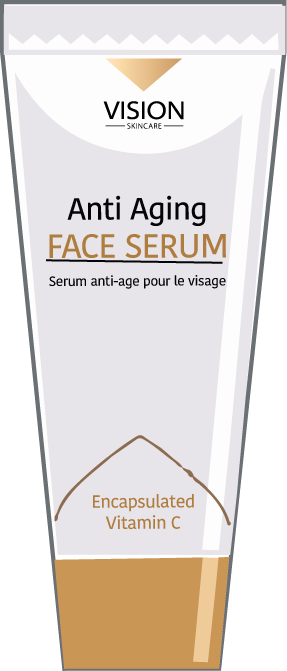 VISION
SKINCARE
Anti Aging
FACE SERUM
Serum anti-age pour le visage
Encapsulated
Vitamin C